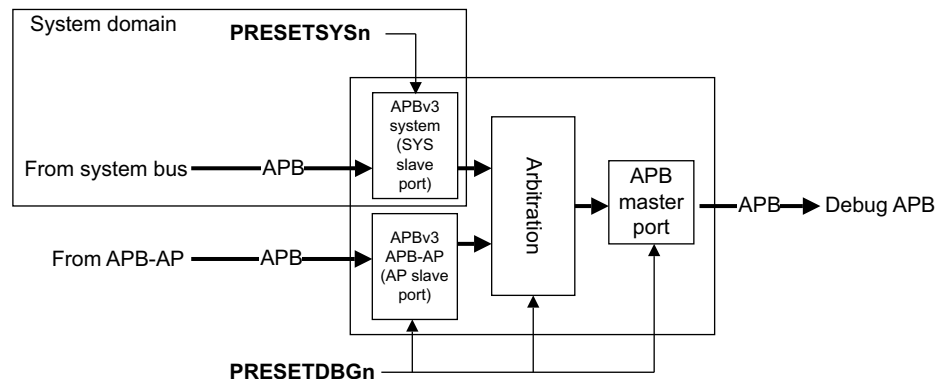 System domain
PRESETSYSn
APBv3
system
(SYS
slave
port)
From system bus
APB
Arbitration
APB
master
port
APB
Debug APB
From APB-AP
APB
APBv3
APB-AP
(AP slave
port)
PRESETDBGn